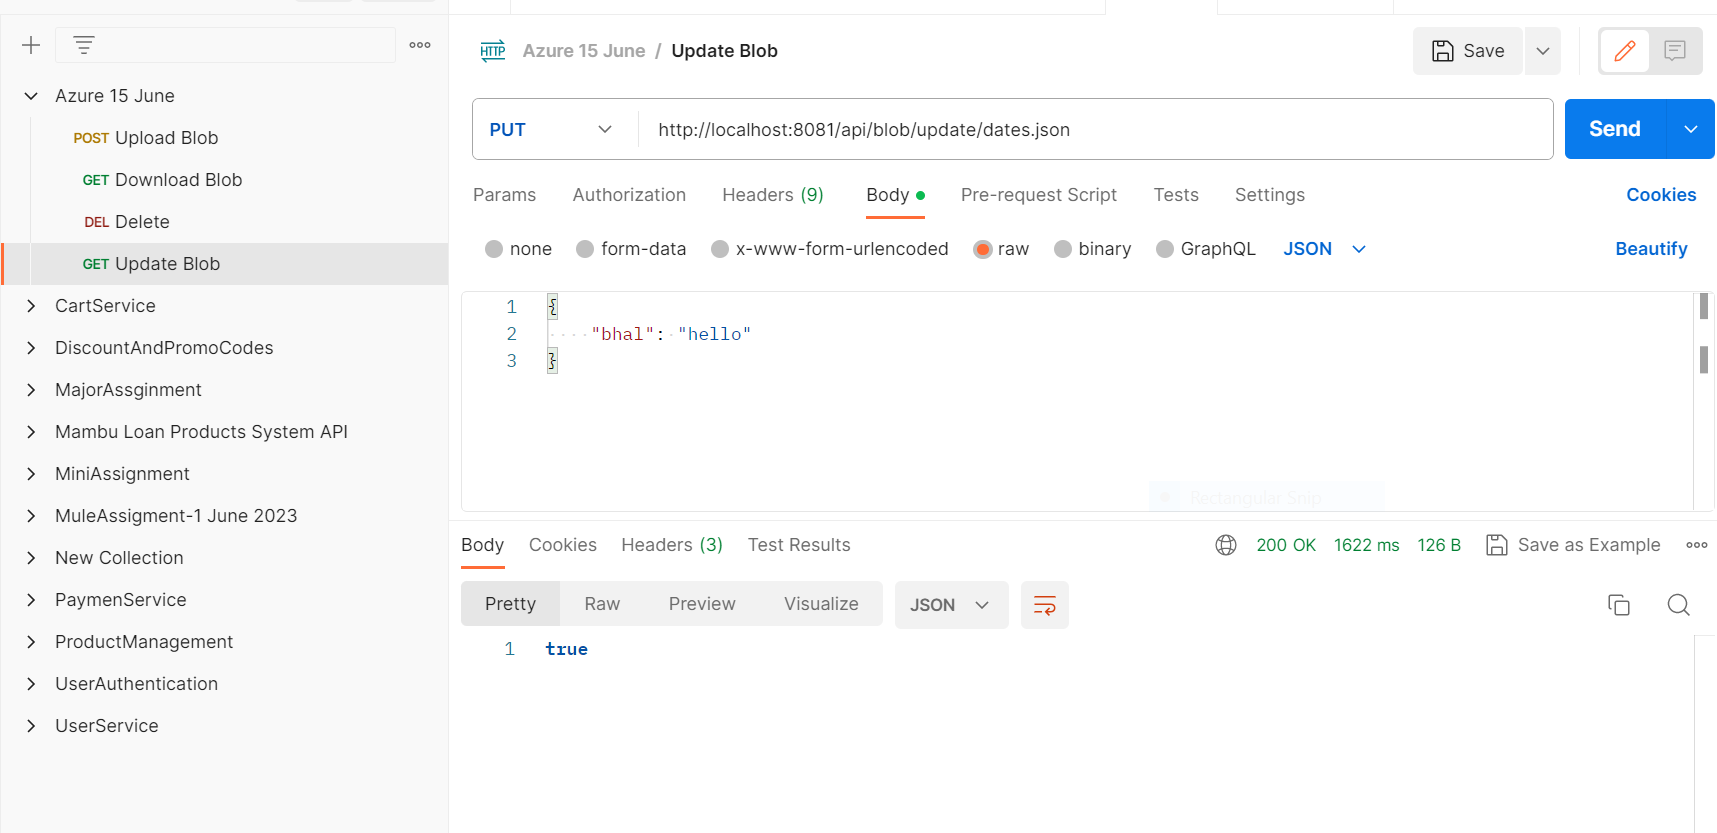 Azure 15 June
POST Upload Blob
GET Download Blob
DEL Delete
GET Update Blob
CartService
DiscountAndPromoCodes
MajorAssginment
Mambu Loan Products System API
MiniAssignment
MuleAssigment-1 June 2023
New Collection
PaymenService
ProductManagement
UserAuthentication
UserService
HTTP Azure 15 June / Update Blob
Save
PUT http://localhost:8081/api/blob/update/dates.json
Send
Params Authorization Headers (9) Body Pre-request Script Tests Settings Cookies
none form-data x-www-form-urlencoded raw binary GraphQL JSON Beautify
1 {
2 "bhal": "hello"
3 }
Rectangular Snip
Body Cookies Headers (3) Test Results 200 OK 1622 ms 126 B Save as Example
Pretty Raw Preview Visualize JSON
1 true